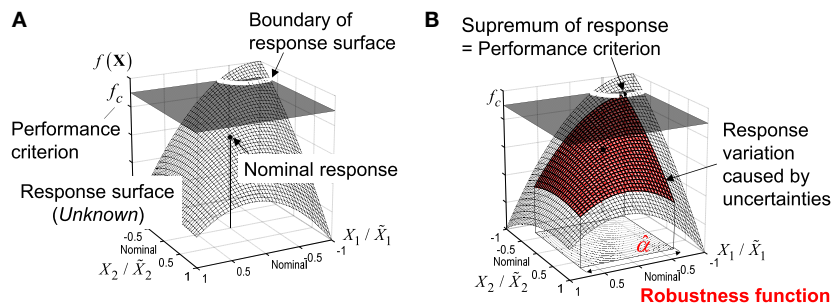 A
Boundary of
response surface
f(X)
f_c
Performance
criterion
Nominal response
Response surface
(Unknown)
-0.5
Nominal
0.5
1
X_2 / X̃_2
1
0.5
Nominal
-0.5
-1
X_1 / X̃_1
B
Supremum of response
= Performance criterion
f_c
Response
variation
caused by
uncertainties
-1
-0.5
Nominal
0.5
1
X_2 / X̃_2
α̂
1
0.5
Nominal
-0.5
-1
X_1 / X̃_1
Robustness function